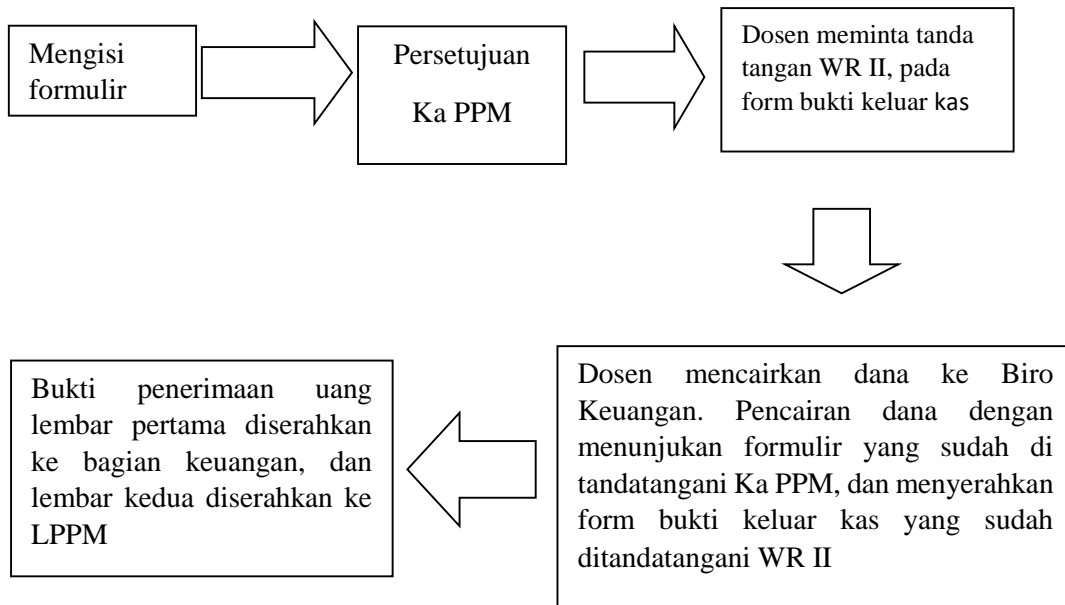 Mengisi
formulir
Persetujuan
Ka PPM
Dosen meminta tanda
tangan WR II, pada
form bukti keluar kas
Dosen mencairkan dana ke Biro
Keuangan. Pencairan dana dengan
menunjukan formulir yang sudah di
tandatangani Ka PPM, dan menyerahkan
form bukti keluar kas yang sudah
ditandatangani WR II
Bukti penerimaan uang
lembar pertama diserahkan
ke bagian keuangan, dan
lembar kedua diserahkan ke
LPPM